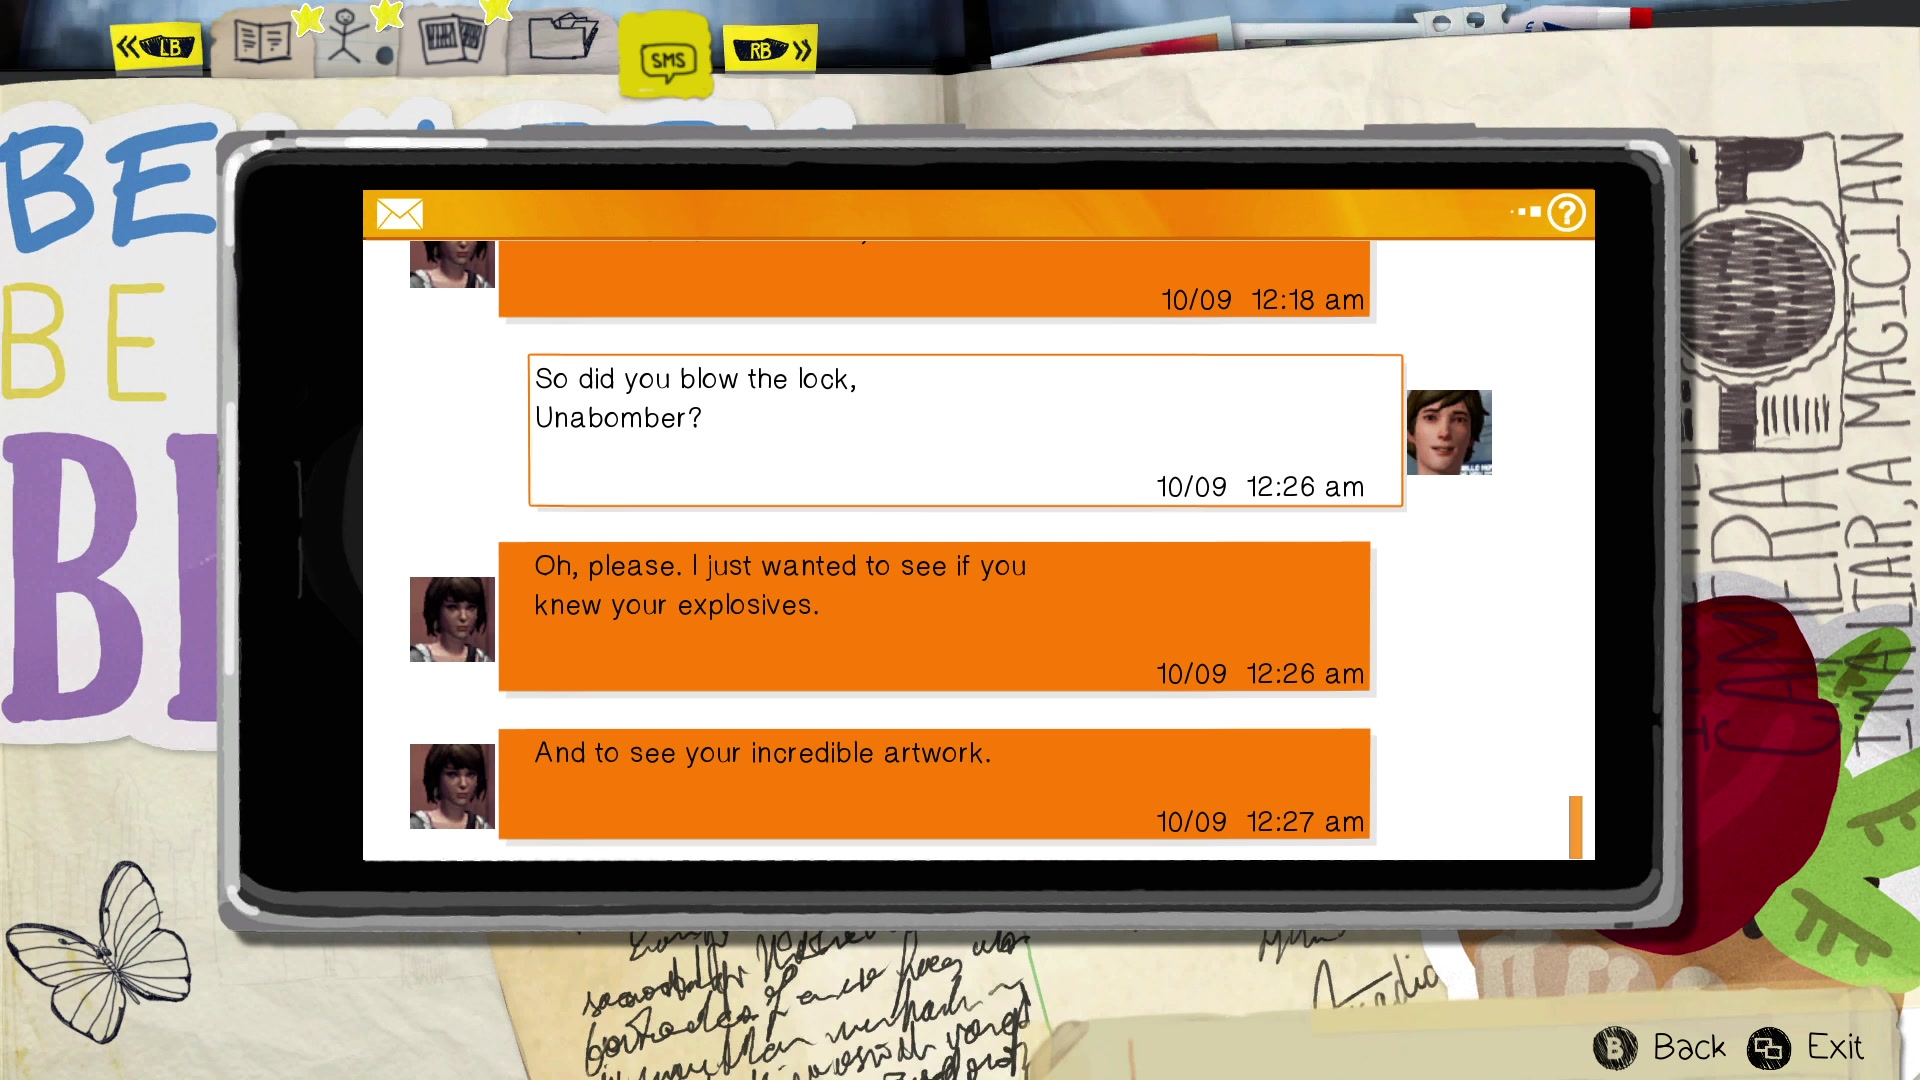 LB
SMS
RB
BE
BE
10/09 12:18 am
So did you blow the lock,
Unabomber?
10/09 12:26 am
Oh, please. I just wanted to see if you
knew your explosives.
10/09 12:26 am
And to see your incredible artwork.
10/09 12:27 am
CAMERA
I'M A LIAR, A MAGICIAN
B Back Exit